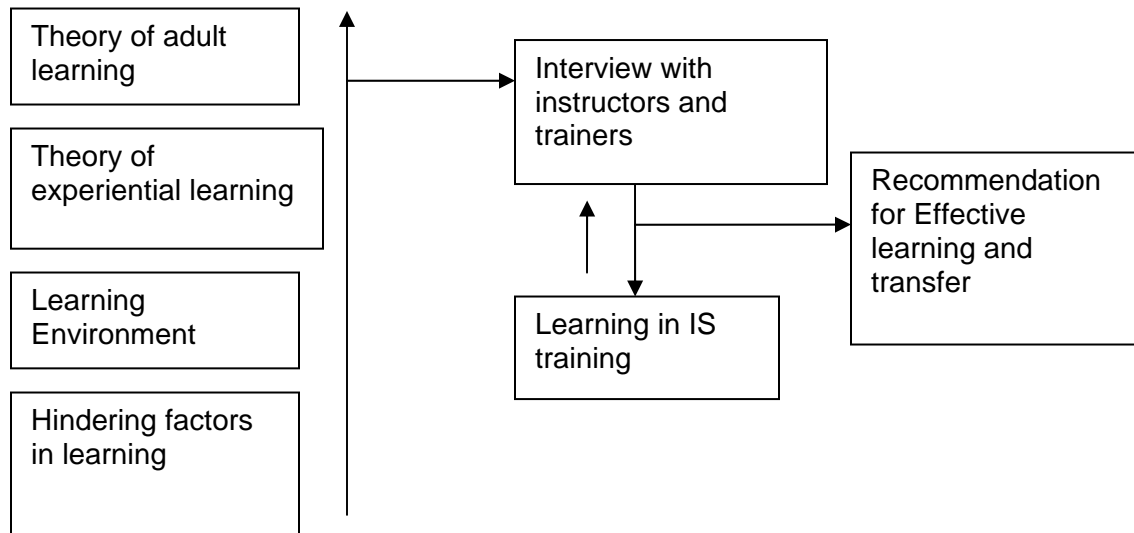 Theory of adult
learning
Theory of
experiential learning
Learning
Environment
Hindering factors
in learning
Interview with
instructors and
trainers
Learning in IS
training
Recommendation
for Effective
learning and
transfer